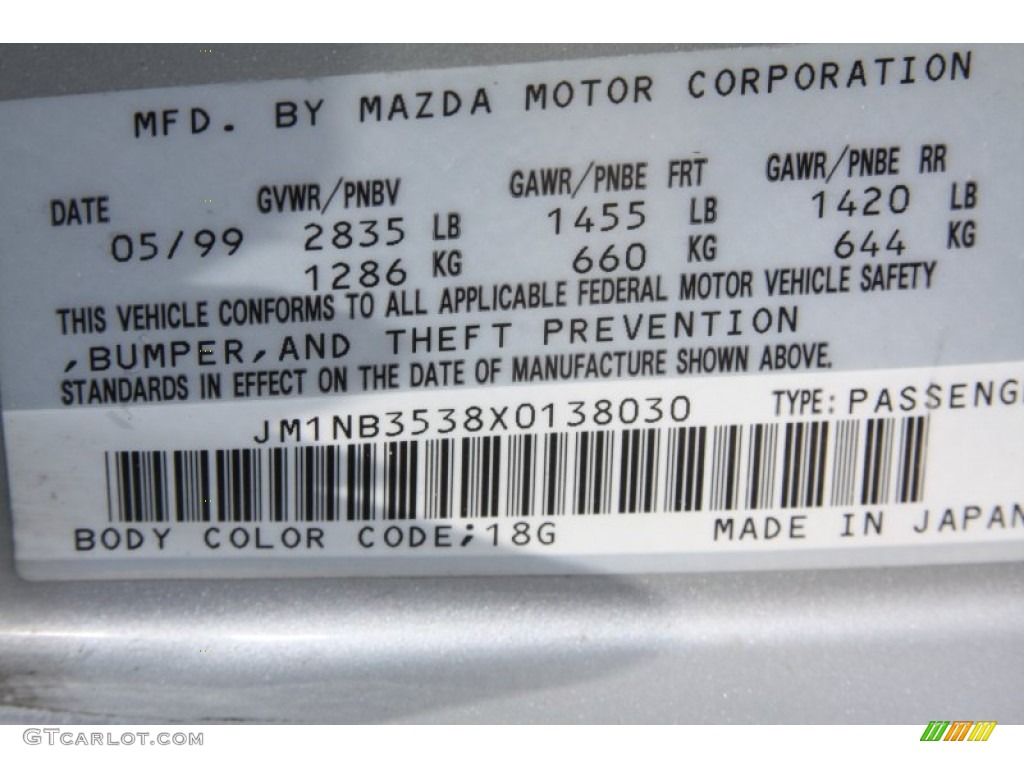 MFD. BY MAZDA MOTOR CORPORATION
DATE GVWR/PNBV GAWR/PNBE FRT GAWR/PNBE RR
05/99 2835 LB 1455 LB 1420 LB
1286 KG 660 KG 644 KG
THIS VEHICLE CONFORMS TO ALL APPLICABLE FEDERAL MOTOR VEHICLE SAFETY
,BUMPER,AND THEFT PREVENTION
STANDARDS IN EFFECT ON THE DATE OF MANUFACTURE SHOWN ABOVE.
JM1NB3538X0138030 TYPE: PASSENG
BODY COLOR CODE;18G MADE IN JAPAN
GTCarlot.com